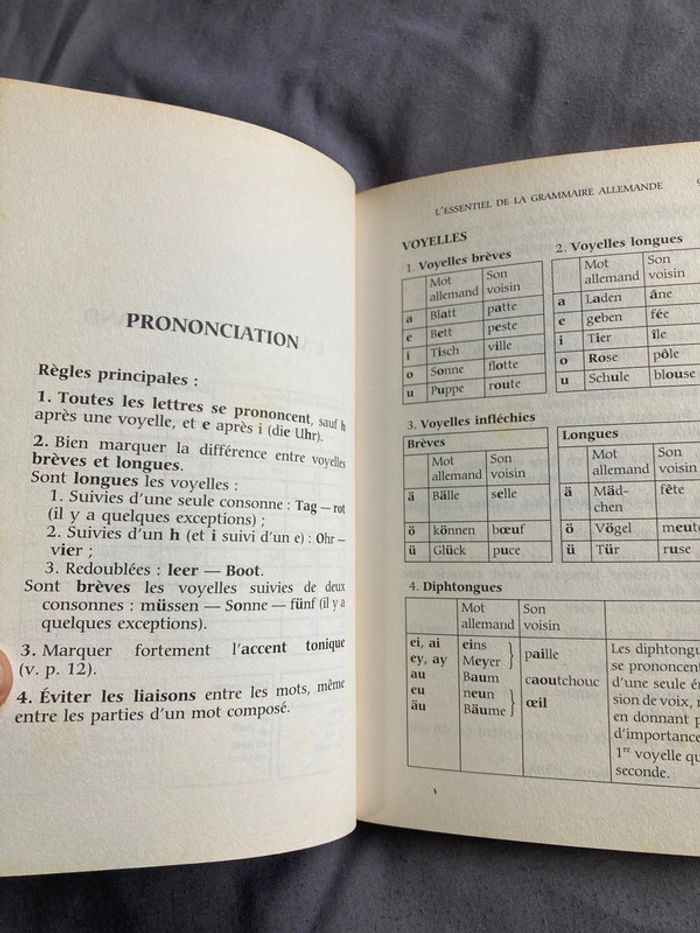 PRONONCIATION
Règles principales :
1. Toutes les lettres se prononcent, sauf h
après une voyelle, et e après i (die Uhr).
2. Bien marquer la différence entre voyelles
brèves et longues.
Sont longues les voyelles :
1. Suivies d'une seule consonne : Tag — rot
(il y a quelques exceptions) ;
2. Suivies d'un h (et i suivi d'un e) : Ohr —
vier ;
3. Redoublées : leer — Boot.
Sont brèves les voyelles suivies de deux
consonnes : müssen — Sonne — fünf (il y a
quelques exceptions).
3. Marquer fortement l'accent tonique
(v. p. 12).
4. Éviter les liaisons entre les mots, même
entre les parties d'un mot composé.
L'ESSENTIEL DE LA GRAMMAIRE ALLEMANDE
VOYELLES
1. Voyelles brèves
Mot allemand Son voisin
a Blatt patte
e Bett peste
i Tisch ville
o Sonne flotte
u Puppe route
2. Voyelles longues
Mot allemand Son voisin
a Laden âne
e geben fée
i Tier île
o Rose pôle
u Schule blouse
3. Voyelles infléchies
Brèves
Mot allemand Son voisin
ä Bälle selle
ö können bœuf
ü Glück puce
Longues
Mot allemand Son voisin
ä Mäd-
chen fête
ö Vögel
ü Tür ruse
4. Diphtongues
Mot allemand Son voisin
ei, ai eins
ey, ay Meyer paille
au Baum caoutchouc
eu neun
äu Bäume œil
Les diphtongu
se prononcent
d'une seule é
sion de voix,
en donnant p
d'importance
1re voyelle qu
seconde.